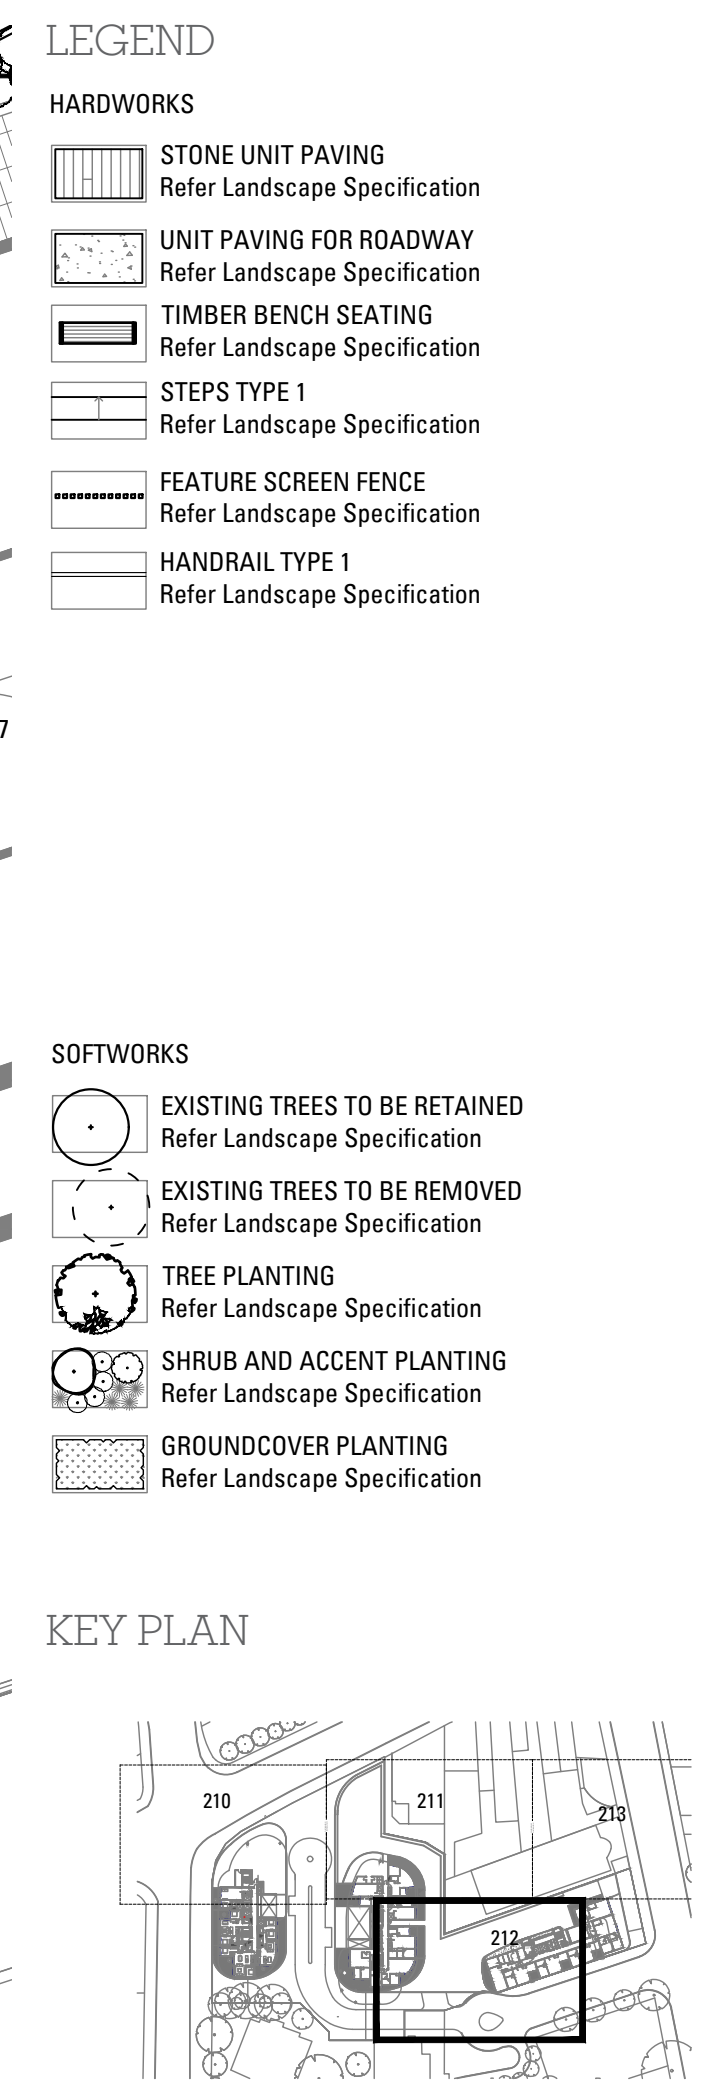 LEGEND
HARDWORKS
STONE UNIT PAVING
Refer Landscape Specification
UNIT PAVING FOR ROADWAY
Refer Landscape Specification
TIMBER BENCH SEATING
Refer Landscape Specification
STEPS TYPE 1
Refer Landscape Specification
FEATURE SCREEN FENCE
Refer Landscape Specification
HANDRAIL TYPE 1
Refer Landscape Specification
7
SOFTWORKS
EXISTING TREES TO BE RETAINED
Refer Landscape Specification
EXISTING TREES TO BE REMOVED
Refer Landscape Specification
TREE PLANTING
Refer Landscape Specification
SHRUB AND ACCENT PLANTING
Refer Landscape Specification
GROUNDCOVER PLANTING
Refer Landscape Specification
KEY PLAN
210
211
213
212